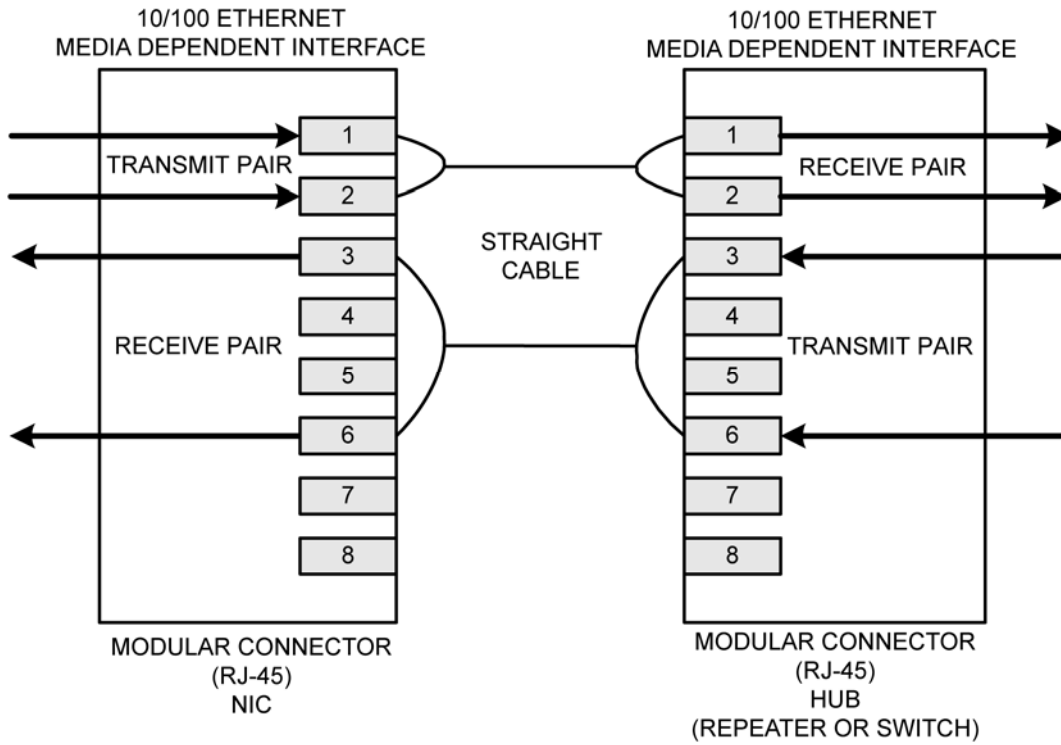 10/100 ETHERNET
MEDIA DEPENDENT INTERFACE
10/100 ETHERNET
MEDIA DEPENDENT INTERFACE
1
TRANSMIT PAIR
2
3
4
RECEIVE PAIR
5
6
7
8
STRAIGHT
CABLE
1
RECEIVE PAIR
2
3
4
TRANSMIT PAIR
5
6
7
8
MODULAR CONNECTOR
(RJ-45)
NIC
MODULAR CONNECTOR
(RJ-45)
HUB
(REPEATER OR SWITCH)